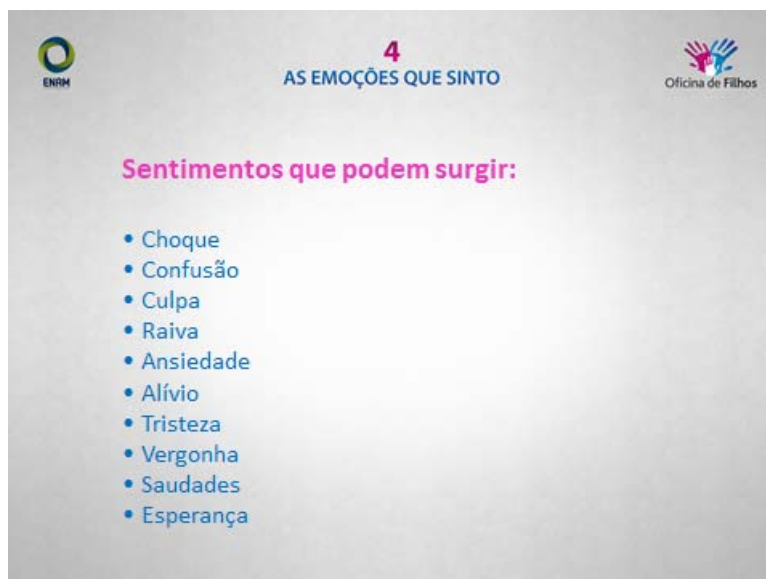 4
AS EMOÇÕES QUE SINTO
ENAM
Oficina de Filhos
Sentimentos que podem surgir:
• Choque
• Confusão
• Culpa
• Raiva
• Ansiedade
• Alívio
• Tristeza
• Vergonha
• Saudades
• Esperança